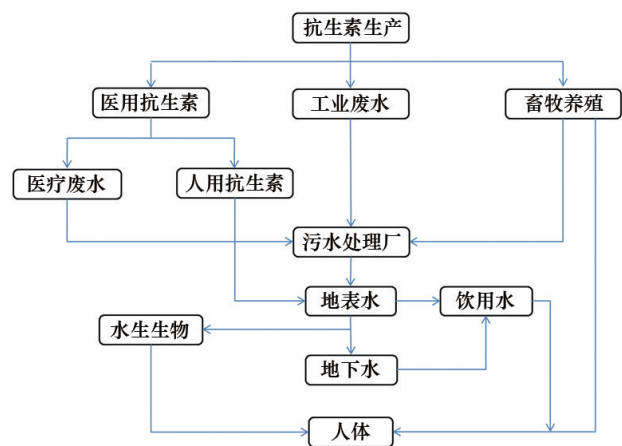 抗生素生产
医用抗生素
工业废水
畜牧养殖
医疗废水
人用抗生素
污水处理厂
地表水
饮用水
水生生物
地下水
人体